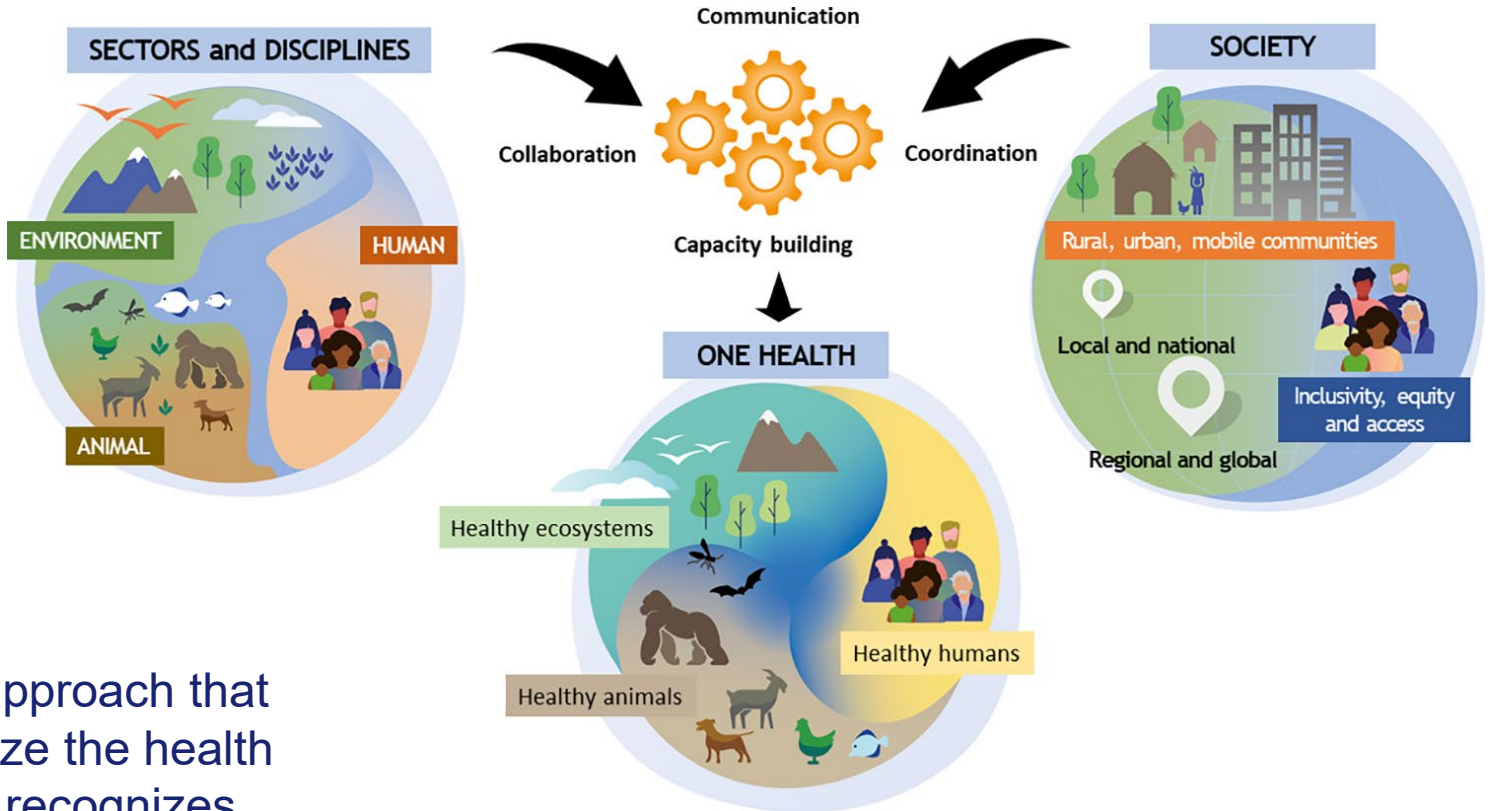 Communication
SECTORS and DISCIPLINES
SOCIETY
Collaboration
Coordination
ENVIRONMENT
HUMAN
Capacity building
Rural, urban, mobile communities
Local and national
ONE HEALTH
Inclusivity, equity
and access
ANIMAL
Regional and global
Healthy ecosystems
Healthy humans
Healthy animals
approach that
ze the health
recognizes